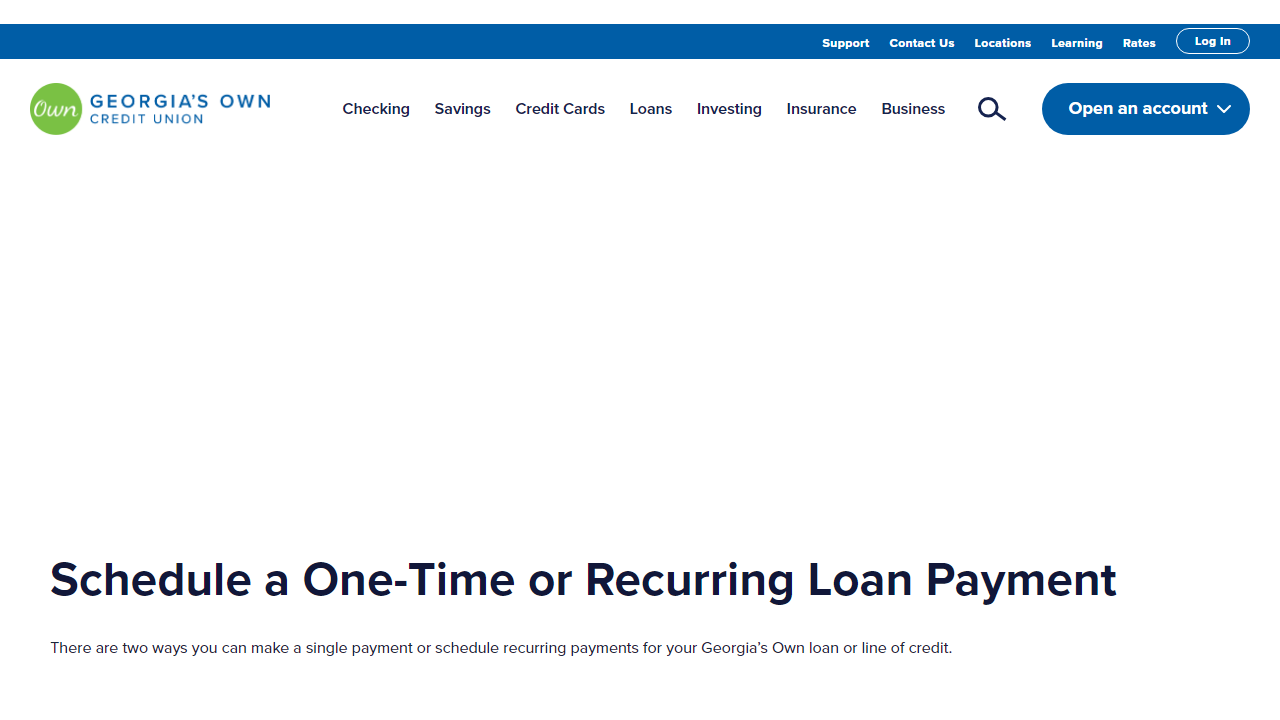 Support Contact Us Locations Learning Rates Log In
Own GEORGIA'S OWN
CREDIT UNION
Checking Savings Credit Cards Loans Investing Insurance Business Open an account
Schedule a One-Time or Recurring Loan Payment
There are two ways you can make a single payment or schedule recurring payments for your Georgia’s Own loan or line of credit.